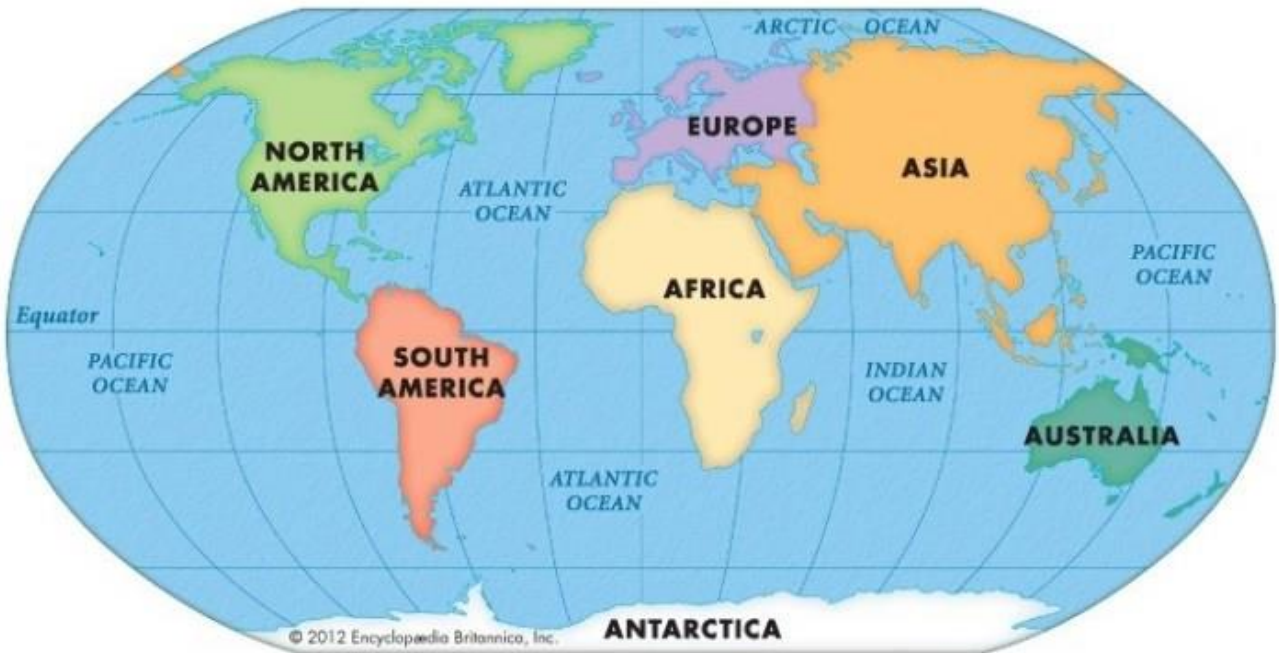 ARCTIC OCEAN
EUROPE
NORTH
AMERICA
ASIA
ATLANTIC
OCEAN
PACIFIC
OCEAN
AFRICA
Equator
PACIFIC
OCEAN
SOUTH
AMERICA
INDIAN
OCEAN
AUSTRALIA
ATLANTIC
OCEAN
ANTARCTICA
© 2012 Encyclopædia Britannica, Inc.